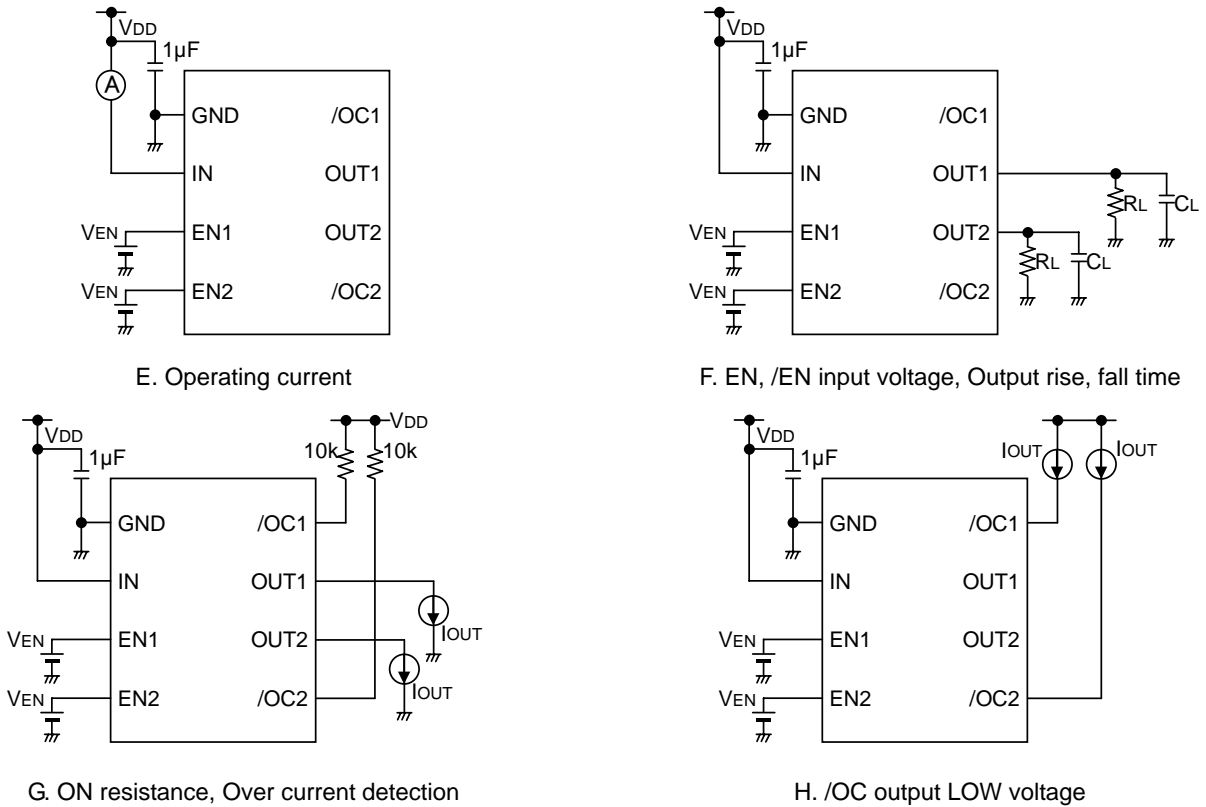 VDD
1µF
A
GND /OC1
IN OUT1
VEN EN1 OUT2
VEN EN2 /OC2
E. Operating current
VDD
1µF
GND /OC1
IN OUT1
RL CL
VEN EN1 OUT2
RL CL
VEN EN2 /OC2
F. EN, /EN input voltage, Output rise, fall time
VDD VDD
1µF 10k 10k
GND /OC1
IN OUT1
IOUT
VEN EN1 OUT2
IOUT
VEN EN2 /OC2
G. ON resistance, Over current detection
VDD
1µF IOUT IOUT
GND /OC1
IN OUT1
VEN EN1 OUT2
VEN EN2 /OC2
H. /OC output LOW voltage